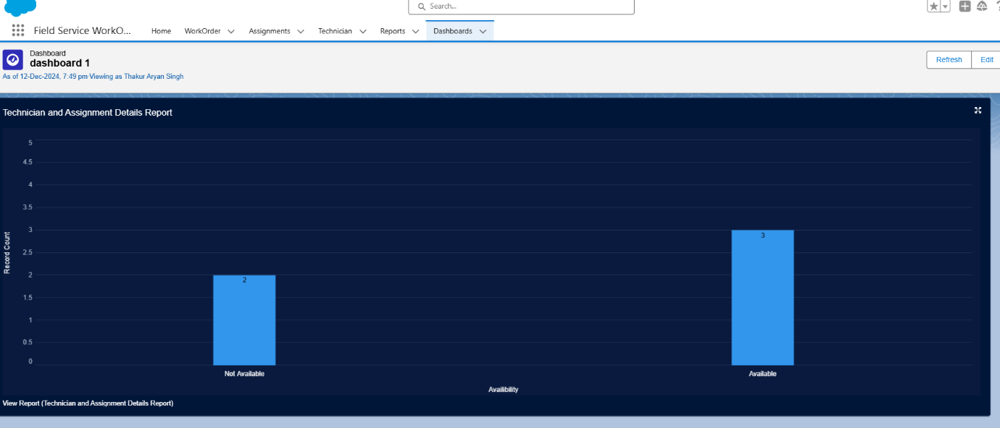 Search...
Field Service WorkO... Home WorkOrder Assignments Technician Reports Dashboards
Dashboard
dashboard 1
As of 12-Dec-2024, 7:49 pm·Viewing as Thakur Aryan Singh
Refresh Edit
Technician and Assignment Details Report
5
4.5
4
3.5
3
2.5
2
1.5
1
0.5
0
Record Count
2
3
Not Available
Available
Availibility
View Report (Technician and Assignment Details Report)